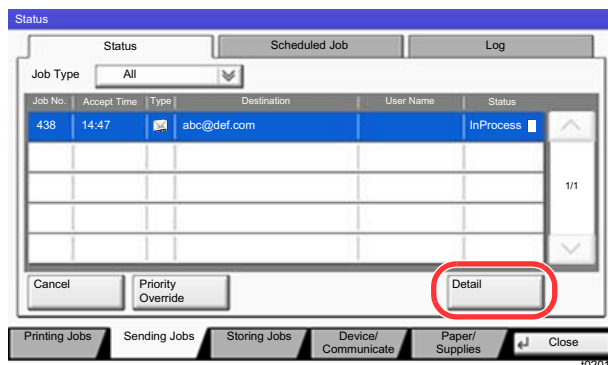 Status
Status Scheduled Job Log
Job Type All
Job No. Accept Time Type Destination User Name Status
438 14:47 abc@def.com InProcess
1/1
Cancel Priority Override Detail
Printing Jobs Sending Jobs Storing Jobs Device/ Communicate Paper/ Supplies Close